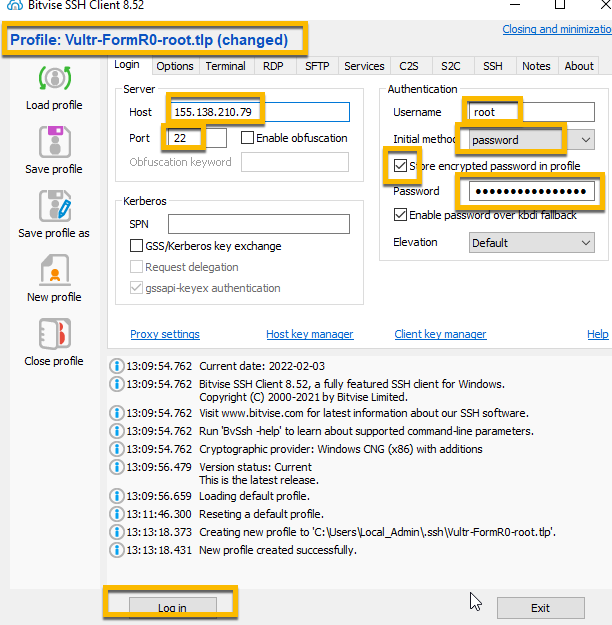 Bitvise SSH Client 8.52
Profile: Vultr-FormR0-root.tlp (changed)
Closing and minimizatio
Load profile
Save profile
Save profile as
New profile
Close profile
Login Options Terminal RDP SFTP Services C2S S2C SSH Notes About
Server
Host 155.138.210.79
Port 22 Enable obfuscation
Obfuscation keyword
Kerberos
SPN
GSS/Kerberos key exchange
Request delegation
gssapi-keyex authentication
Authentication
Username root
Initial method password
Store encrypted password in profile
Password ••••••••••••••••
Enable password over kbdi fallback
Elevation Default
Proxy settings Host key manager Client key manager Help
13:09:54.762 Current date: 2022-02-03
13:09:54.762 Bitvise SSH Client 8.52, a fully featured SSH client for Windows.
Copyright (C) 2000-2021 by Bitvise Limited.
13:09:54.762 Visit www.bitvise.com for latest information about our SSH software.
13:09:54.762 Run 'BvSsh -help' to learn about supported command-line parameters.
13:09:54.762 Cryptographic provider: Windows CNG (x86) with additions
13:09:56.479 Version status: Current
This is the latest release.
13:09:56.659 Loading default profile.
13:11:46.300 Reseting a default profile.
13:13:18.373 Creating new profile to 'C:\Users\Local_Admin\.ssh\Vultr-FormR0-root.tlp'.
13:13:18.431 New profile created successfully.
Log in Exit